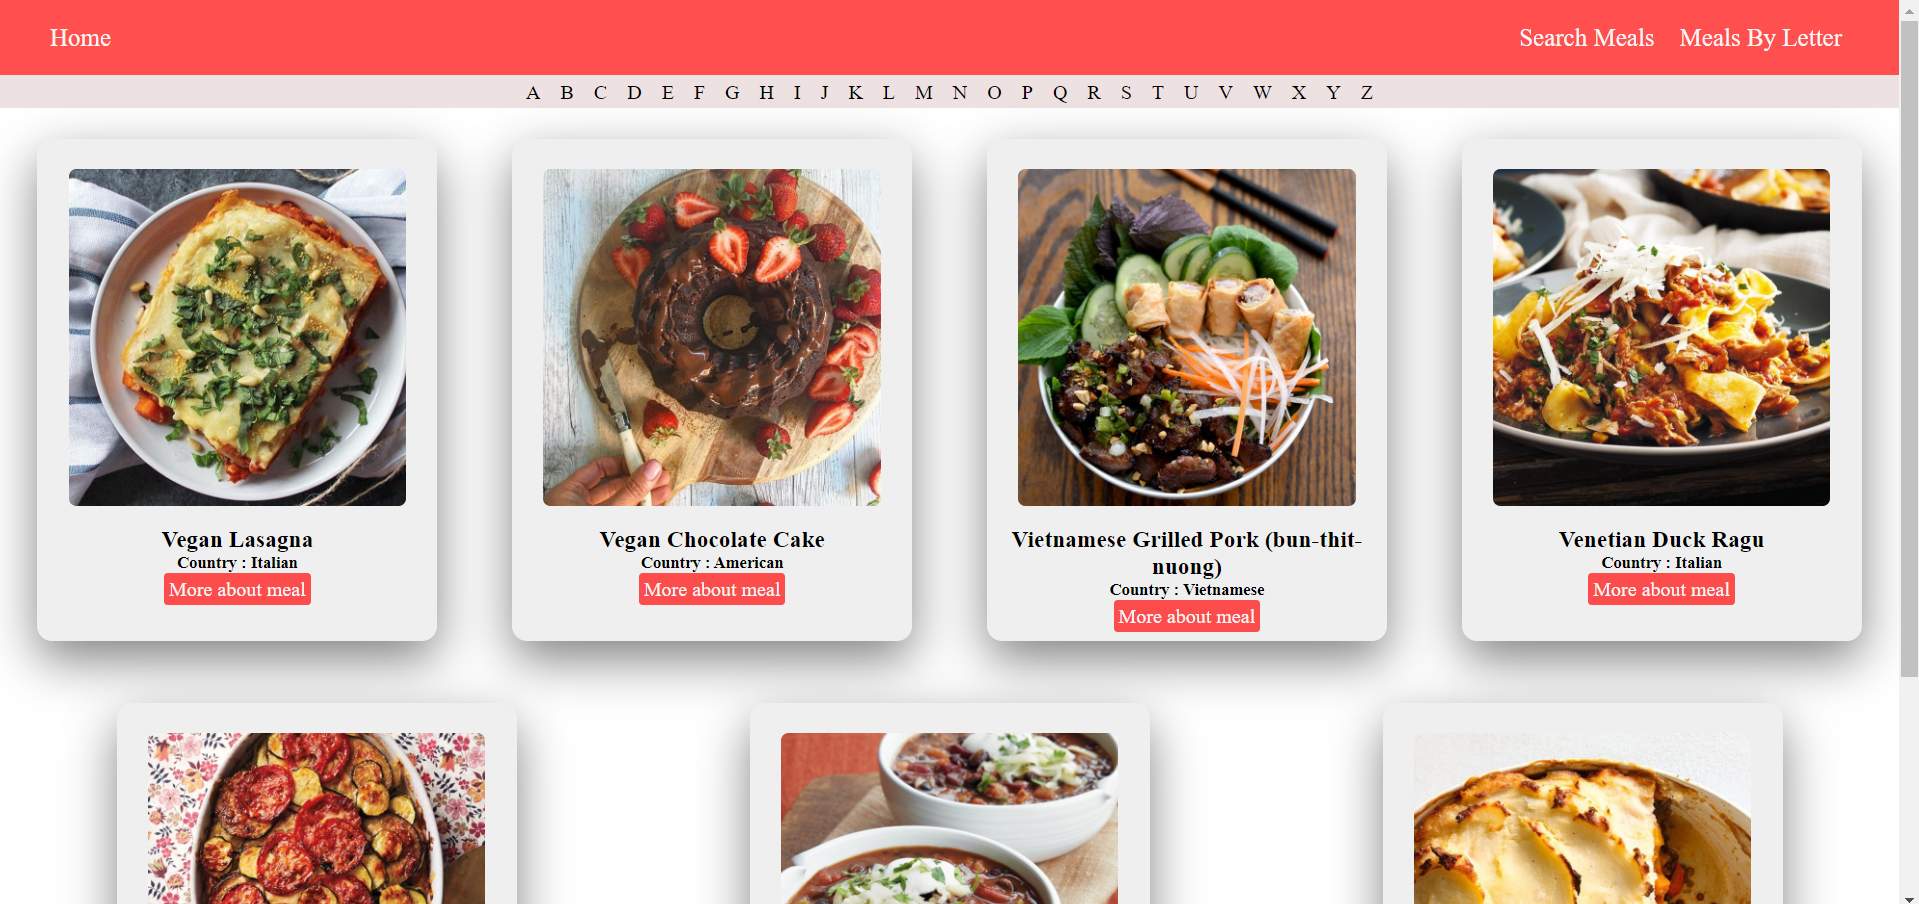 Home Search Meals Meals By Letter
A B C D E F G H I J K L M N O P Q R S T U V W X Y Z
Vegan Lasagna
Country : Italian
More about meal
Vegan Chocolate Cake
Country : American
More about meal
Vietnamese Grilled Pork (bun-thit-
nuong)
Country : Vietnamese
More about meal
Venetian Duck Ragu
Country : Italian
More about meal